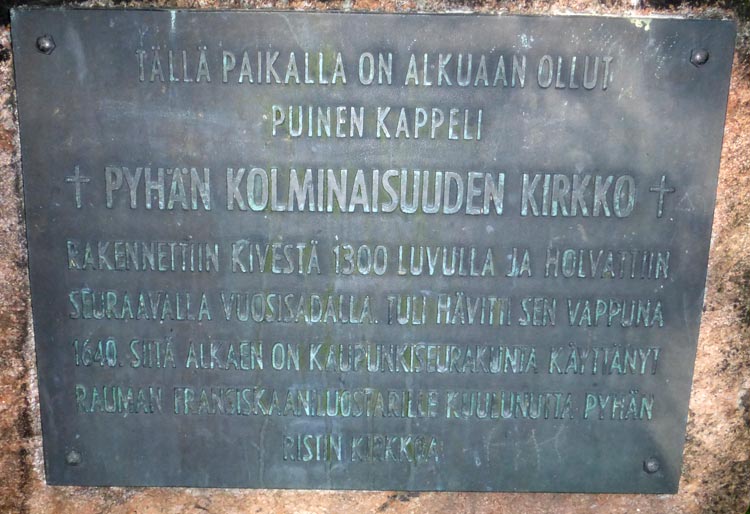 TÄLLÄ PAIKALLA ON ALKUAAN OLLUT
PUINEN KAPPELI
† PYHÄN KOLMINAISUUDEN KIRKKO †
RAKENNETTIIN KIVESTÄ 1300 LUVULLA JA HOLVATTIIN
SEURAAVALLA VUOSISADALLA. TULI HÄVITTI SEN VAPPUNA
1640. SIITÄ ALKAEN ON KAUPUNKISEURAKUNTA KÄYTTÄNYT
RAUMAN FRANSISKAANILUOSTARILLE KUULUNUTTA PYHÄN
RISTIN KIRKKOA